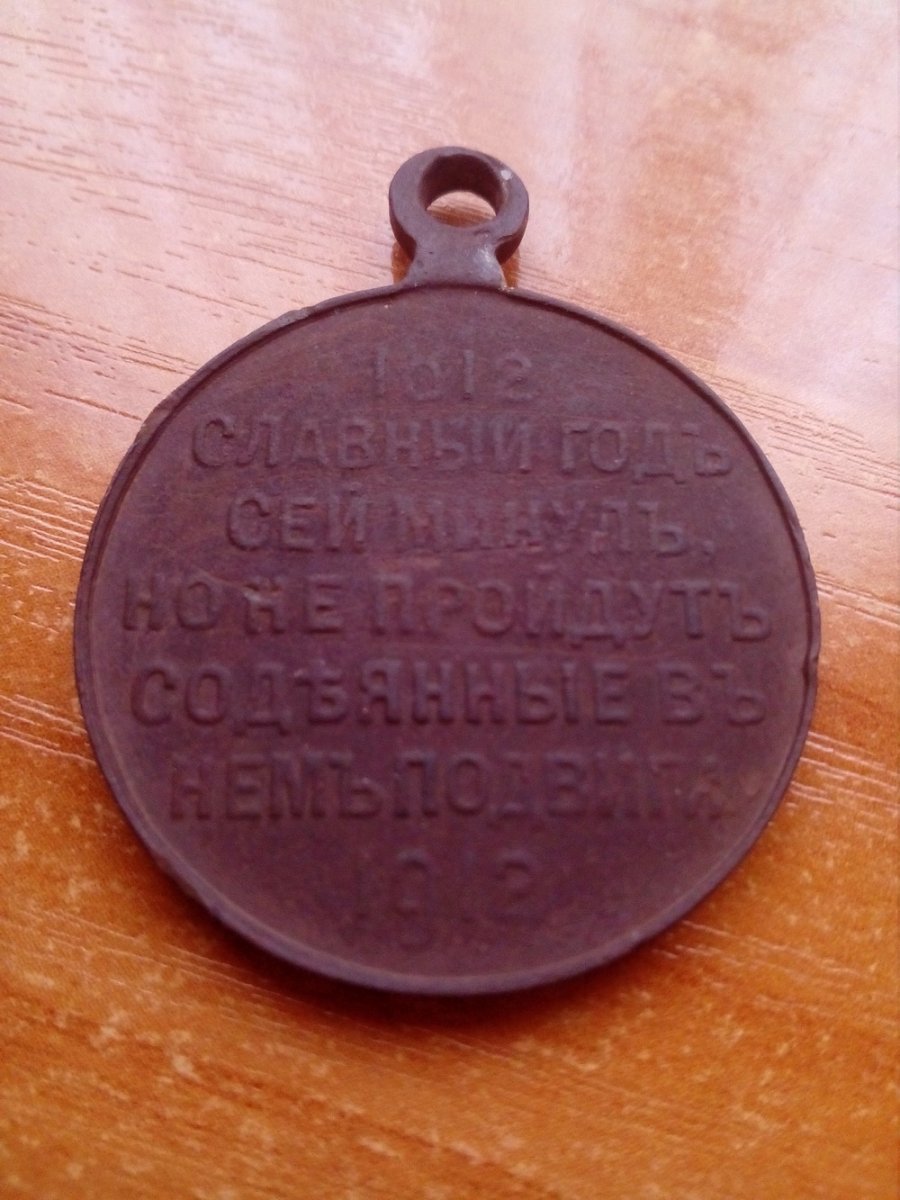 1812
СЛАВНЫЙ ГОДЪ
СЕЙ МИНУЛЪ,
НО НЕ ПРОЙДУТЪ
СОДѢЯННЫЕ ВЪ
НЕМЪ ПОДВИГИ
1912